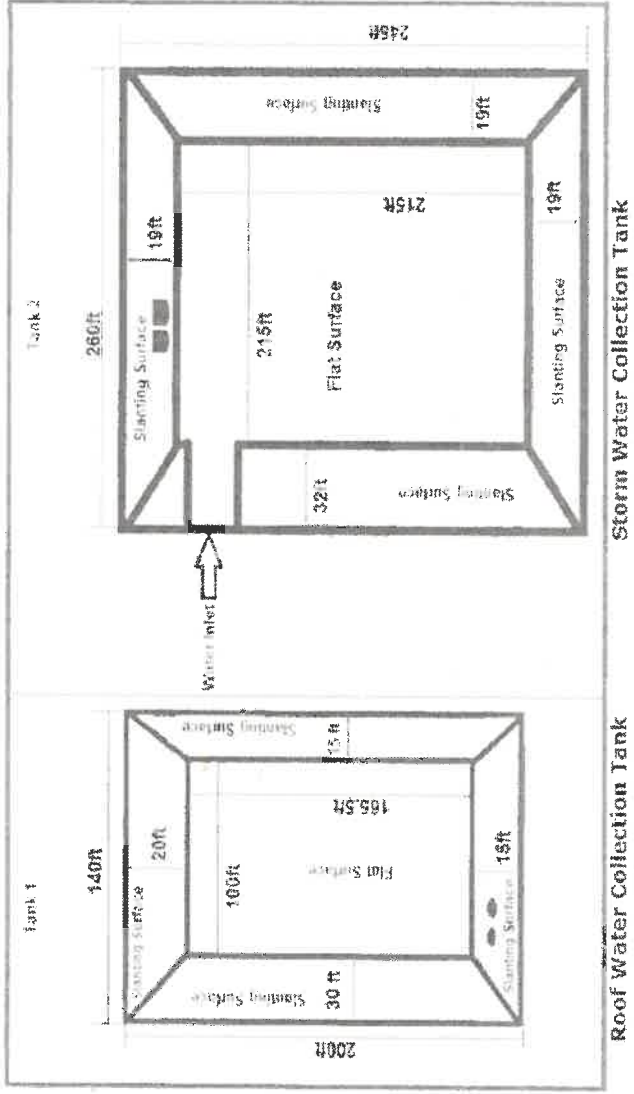 Tank 1
140ft
Slanting Surface
20ft
Slanting Surface
100ft
165.5ft
Flat Surface
15ft
Slanting Surface
30 ft
Slanting Surface
200ft
Roof Water Collection Tank
Tank 2
260ft
Slanting Surface
19ft
Slanting Surface
19ft
215ft
215ft
Flat Surface
32ft
Slanting Surface
19ft
Slanting Surface
Water Inlet
Storm Water Collection Tank